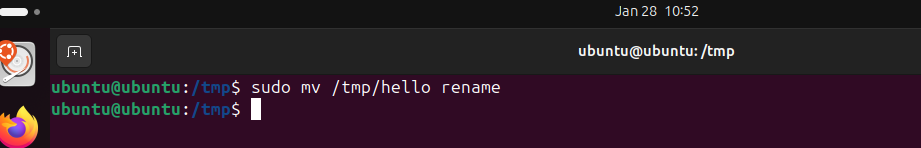 Jan 28 10:52
ubuntu@ubuntu: /tmp
ubuntu@ubuntu:/tmp$ sudo mv /tmp/hello rename
ubuntu@ubuntu:/tmp$